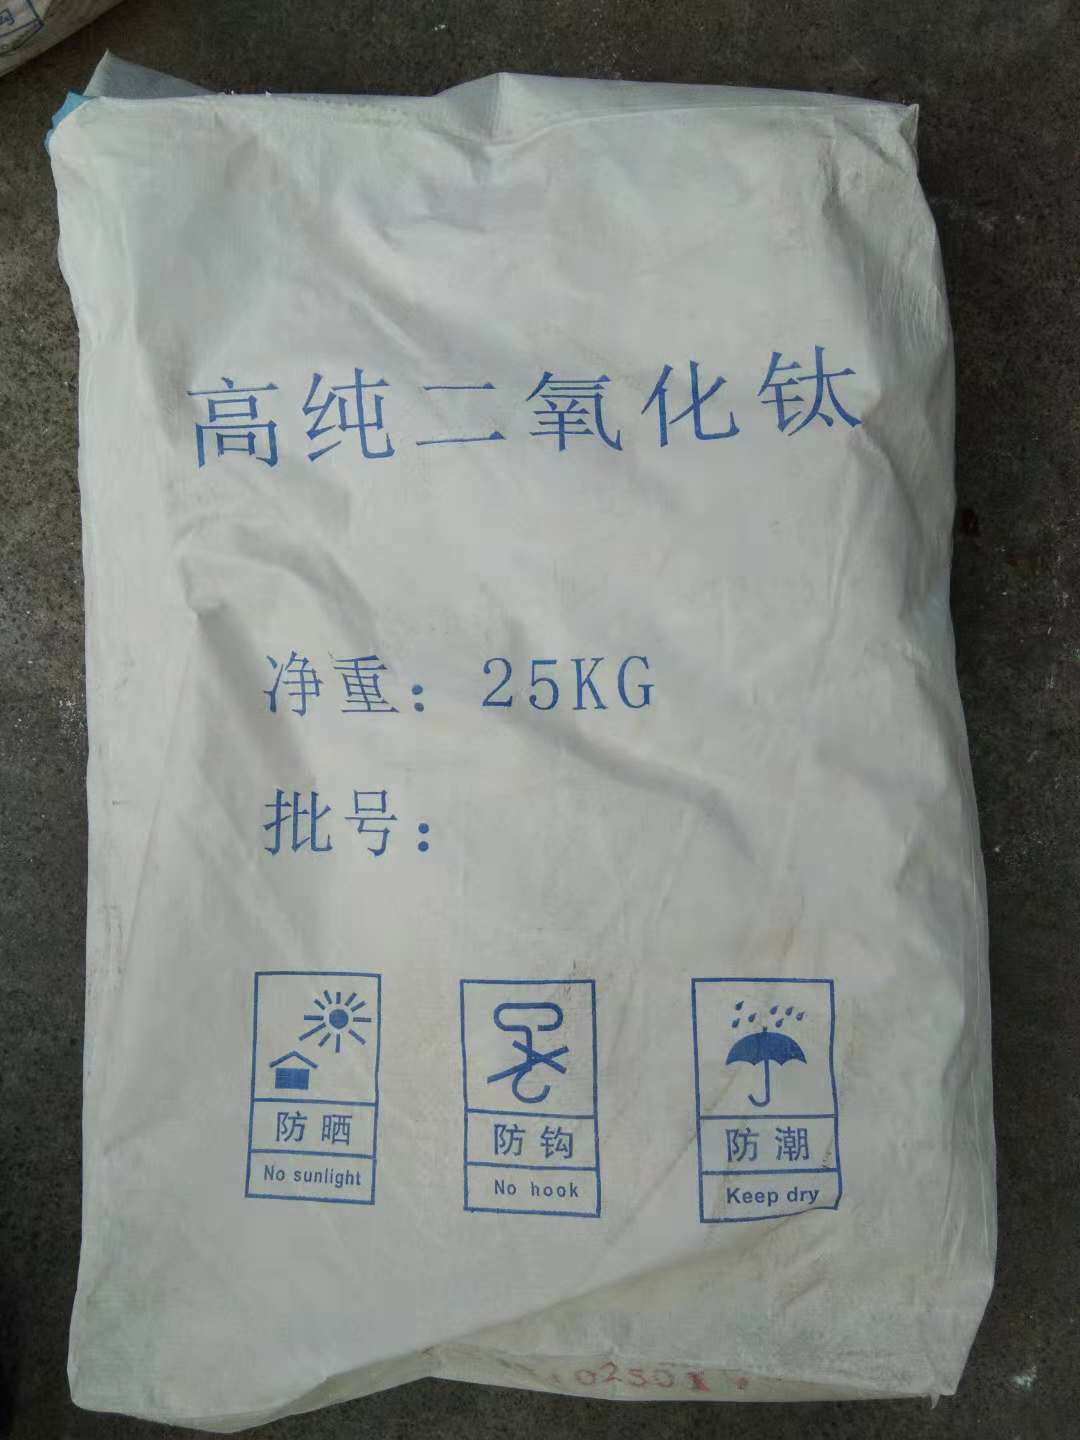 高纯二氧化钛
净重：25KG
批号：
防晒
No sunlight
防钩
No hook
防潮
Keep dry